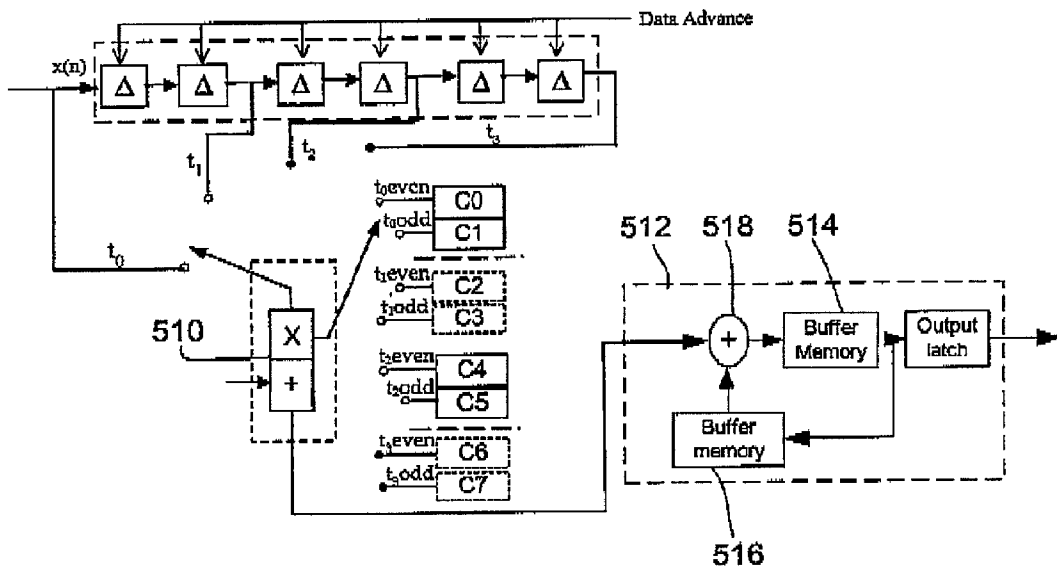 Data Advance
x(n)
Δ Δ Δ Δ Δ Δ
t1
t2
t3
t0
t0even C0
t0odd C1
t1even C2
t1odd C3
t2even C4
t2odd C5
t3even C6
t3odd C7
510
X
+
512
518
514
+
Buffer
Memory
Output
latch
Buffer
memory
516